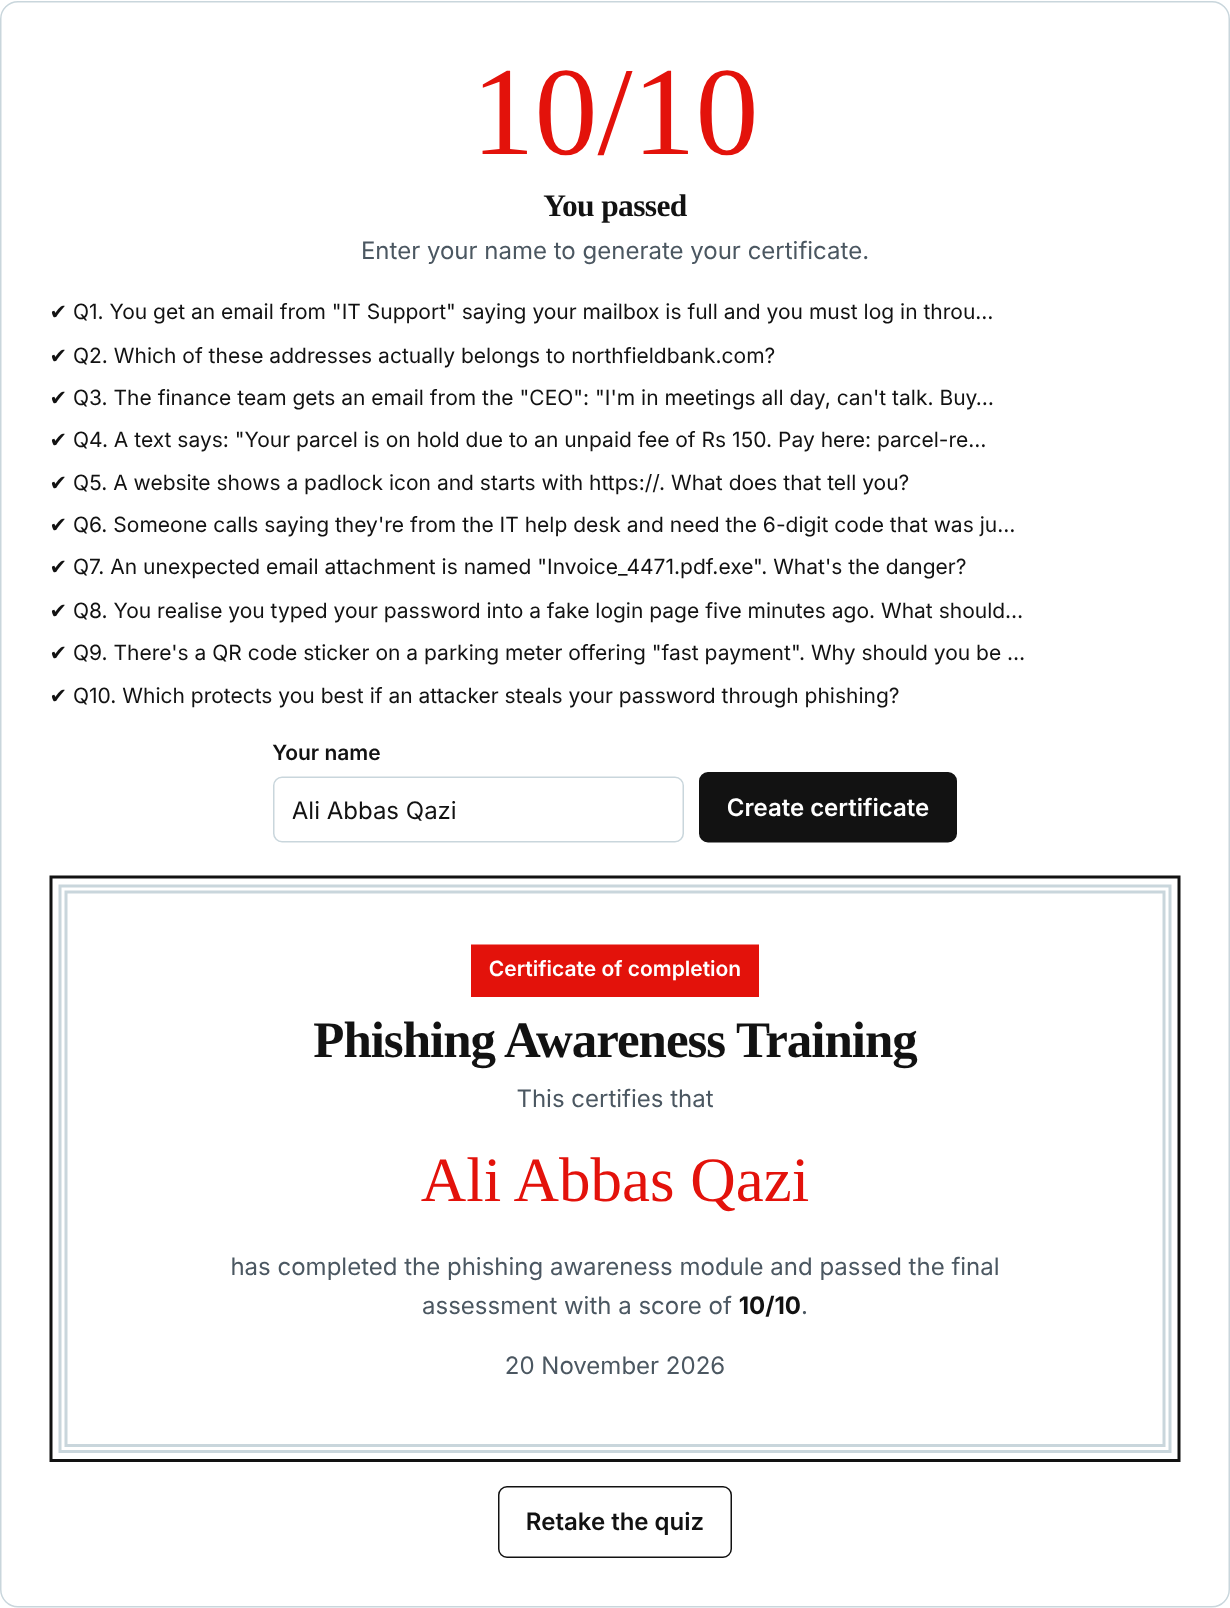 10/10
You passed
Enter your name to generate your certificate.
✔ Q1. You get an email from "IT Support" saying your mailbox is full and you must log in throu...
✔ Q2. Which of these addresses actually belongs to northfieldbank.com?
✔ Q3. The finance team gets an email from the "CEO": "I'm in meetings all day, can't talk. Buy...
✔ Q4. A text says: "Your parcel is on hold due to an unpaid fee of Rs 150. Pay here: parcel-re...
✔ Q5. A website shows a padlock icon and starts with https://. What does that tell you?
✔ Q6. Someone calls saying they're from the IT help desk and need the 6-digit code that was ju...
✔ Q7. An unexpected email attachment is named "Invoice_4471.pdf.exe". What's the danger?
✔ Q8. You realise you typed your password into a fake login page five minutes ago. What should...
✔ Q9. There's a QR code sticker on a parking meter offering "fast payment". Why should you be ...
✔ Q10. Which protects you best if an attacker steals your password through phishing?
Your name
Ali Abbas Qazi
Create certificate
Certificate of completion
Phishing Awareness Training
This certifies that
Ali Abbas Qazi
has completed the phishing awareness module and passed the final
assessment with a score of 10/10.
20 November 2026
Retake the quiz